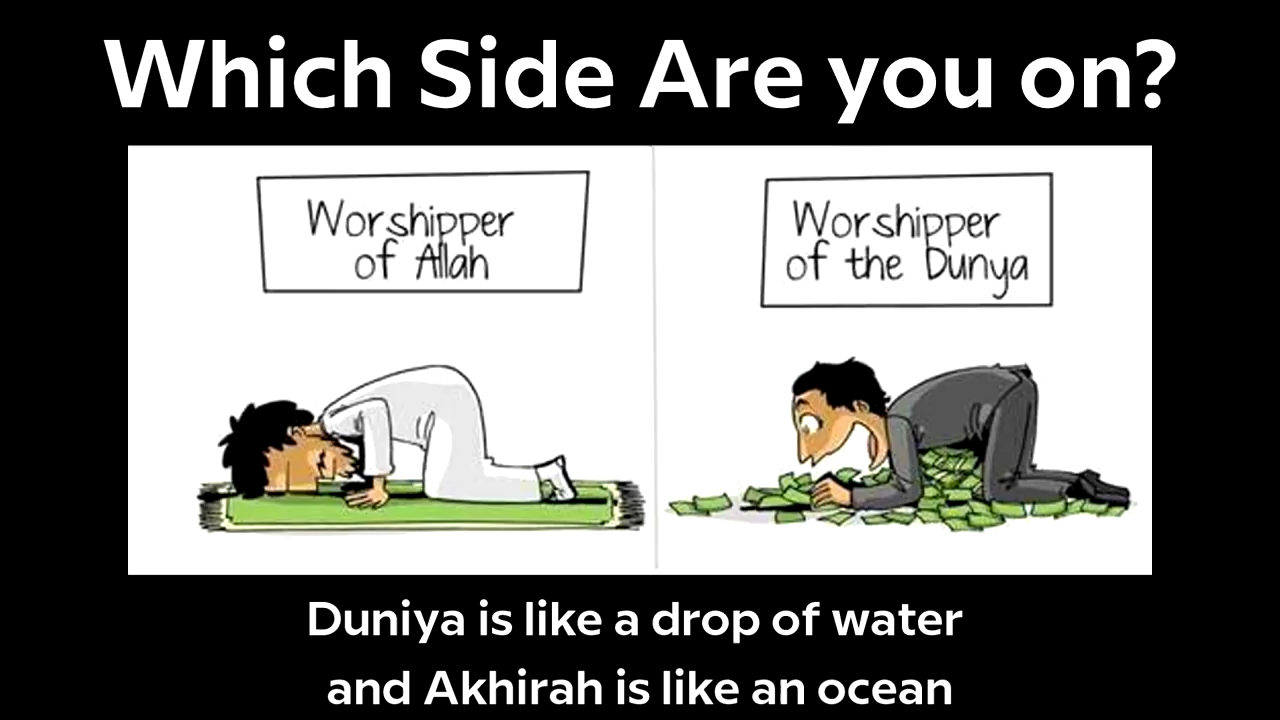 Which Side Are you on?
Worshipper
of Allah
Worshipper
of the Dunya
Duniya is like a drop of water
and Akhirah is like an ocean